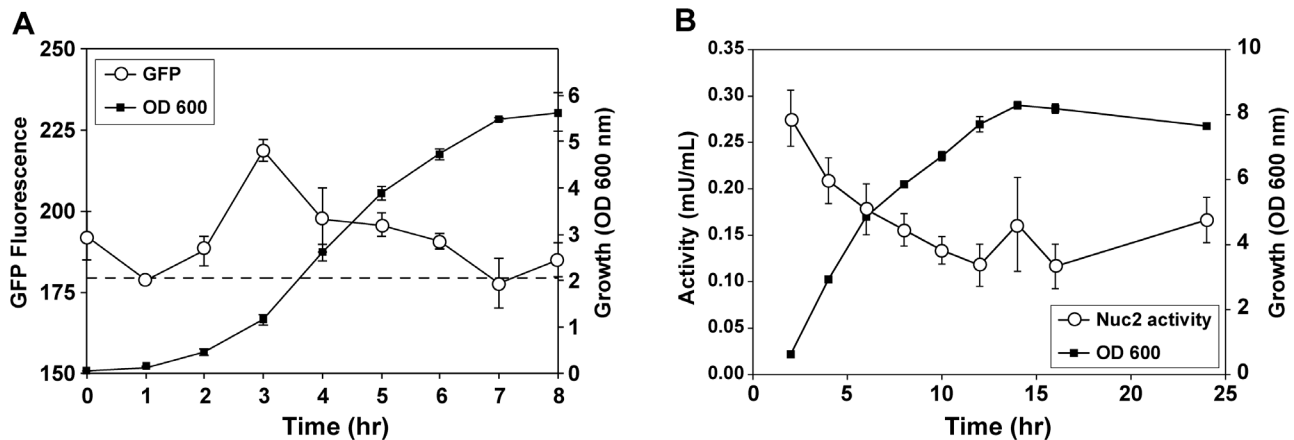 A
GFP Fluorescence
250
225
200
175
150
GFP
OD 600
6
5
4
3
2
1
0
Growth (OD 600 nm)
0 1 2 3 4 5 6 7 8
Time (hr)
B
Activity (mU/mL)
0.35
0.30
0.25
0.20
0.15
0.10
0.05
0.00
Nuc2 activity
OD 600
10
8
6
4
2
0
Growth (OD 600 nm)
0 5 10 15 20 25
Time (hr)